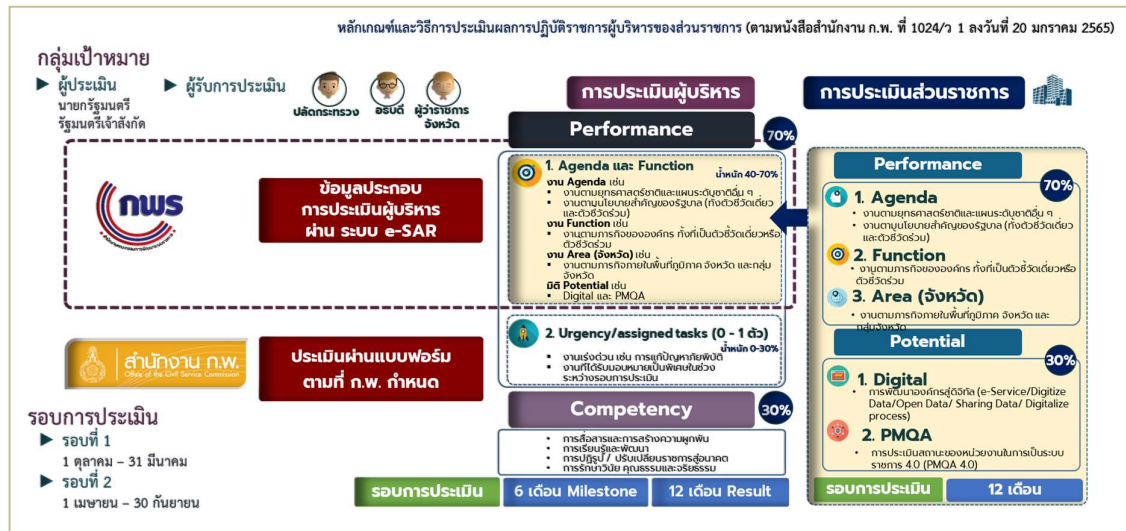 หลักเกณฑ์และวิธีการประเมินผลการปฏิบัติราชการผู้บริหารของส่วนราชการ (ตามหนังสือสำนักงาน ก.พ. ที่ 1024/ว 1 ลงวันที่ 20 มกราคม 2565)
กลุ่มเป้าหมาย
ผู้ประเมิน
นายกรัฐมนตรี
รัฐมนตรีเจ้าสังกัด
ผู้รับการประเมิน
ปลัดกระทรวง
อธิบดี
ผู้ว่าราชการ
จังหวัด
กพร
ข้อมูลประกอบ
การประเมินผู้บริหาร
ผ่าน ระบบ e-SAR
สำนักงาน ก.พ.
Office of the Civil Service Commission
ประเมินผ่านแบบฟอร์ม
ตามที่ ก.พ. กำหนด
รอบการประเมิน
รอบที่ 1
1 ตุลาคม – 31 มีนาคม
รอบที่ 2
1 เมษายน – 30 กันยายน
การประเมินผู้บริหาร
Performance
70%
1. Agenda และ Function
น้ำหนัก 40-70%
งาน Agenda เช่น
▪ งานตามยุทธศาสตร์ชาติและแผนระดับชาติอื่น ๆ
▪ งานตามนโยบายสำคัญของรัฐบาล (ทั้งตัวชี้วัดเดี่ยว
และตัวชี้วัดร่วม)
งาน Function เช่น
▪ งานตามภารกิจขององค์กร ทั้งที่เป็นตัวชี้วัดเดี่ยวหรือ
ตัวชี้วัดร่วม
งาน Area (จังหวัด) เช่น
▪ งานตามภารกิจภายในพื้นที่ภูมิภาค จังหวัด และกลุ่ม
จังหวัด
มิติ Potential เช่น
▪ Digital และ PMQA
2. Urgency/assigned tasks (0 - 1 ตัว)
น้ำหนัก 0-30%
▪ งานเร่งด่วน เช่น การแก้ปัญหาภัยพิบัติ
▪ งานที่ได้รับมอบหมายเป็นพิเศษในช่วง
ระหว่างรอบการประเมิน
Competency
30%
▪ การสื่อสารและการสร้างความผูกพัน
▪ การเรียนรู้และพัฒนา
▪ การปฏิรูป / ปรับเปลี่ยนราชการสู่อนาคต
▪ การรักษาวินัย คุณธรรมและจริยธรรม
รอบการประเมิน
6 เดือน Milestone
12 เดือน Result
การประเมินส่วนราชการ
Performance
70%
1. Agenda
• งานตามยุทธศาสตร์ชาติและแผนระดับชาติอื่น ๆ
• งานตามนโยบายสำคัญของรัฐบาล (ทั้งตัวชี้วัดเดี่ยว
และตัวชี้วัดร่วม)
2. Function
• งานตามภารกิจขององค์กร ทั้งที่เป็นตัวชี้วัดเดี่ยวหรือ
ตัวชี้วัดร่วม
3. Area (จังหวัด)
• งานตามภารกิจภายในพื้นที่ภูมิภาค จังหวัด และ
กลุ่มจังหวัด
Potential
30%
1. Digital
• การพัฒนาองค์กรสู่ดิจิทัล (e-Service/Digitize
Data/Open Data/ Sharing Data/ Digitalize
process)
2. PMQA
• การประเมินสถานะของหน่วยงานในการเป็นระบบ
ราชการ 4.0 (PMQA 4.0)
รอบการประเมิน
12 เดือน